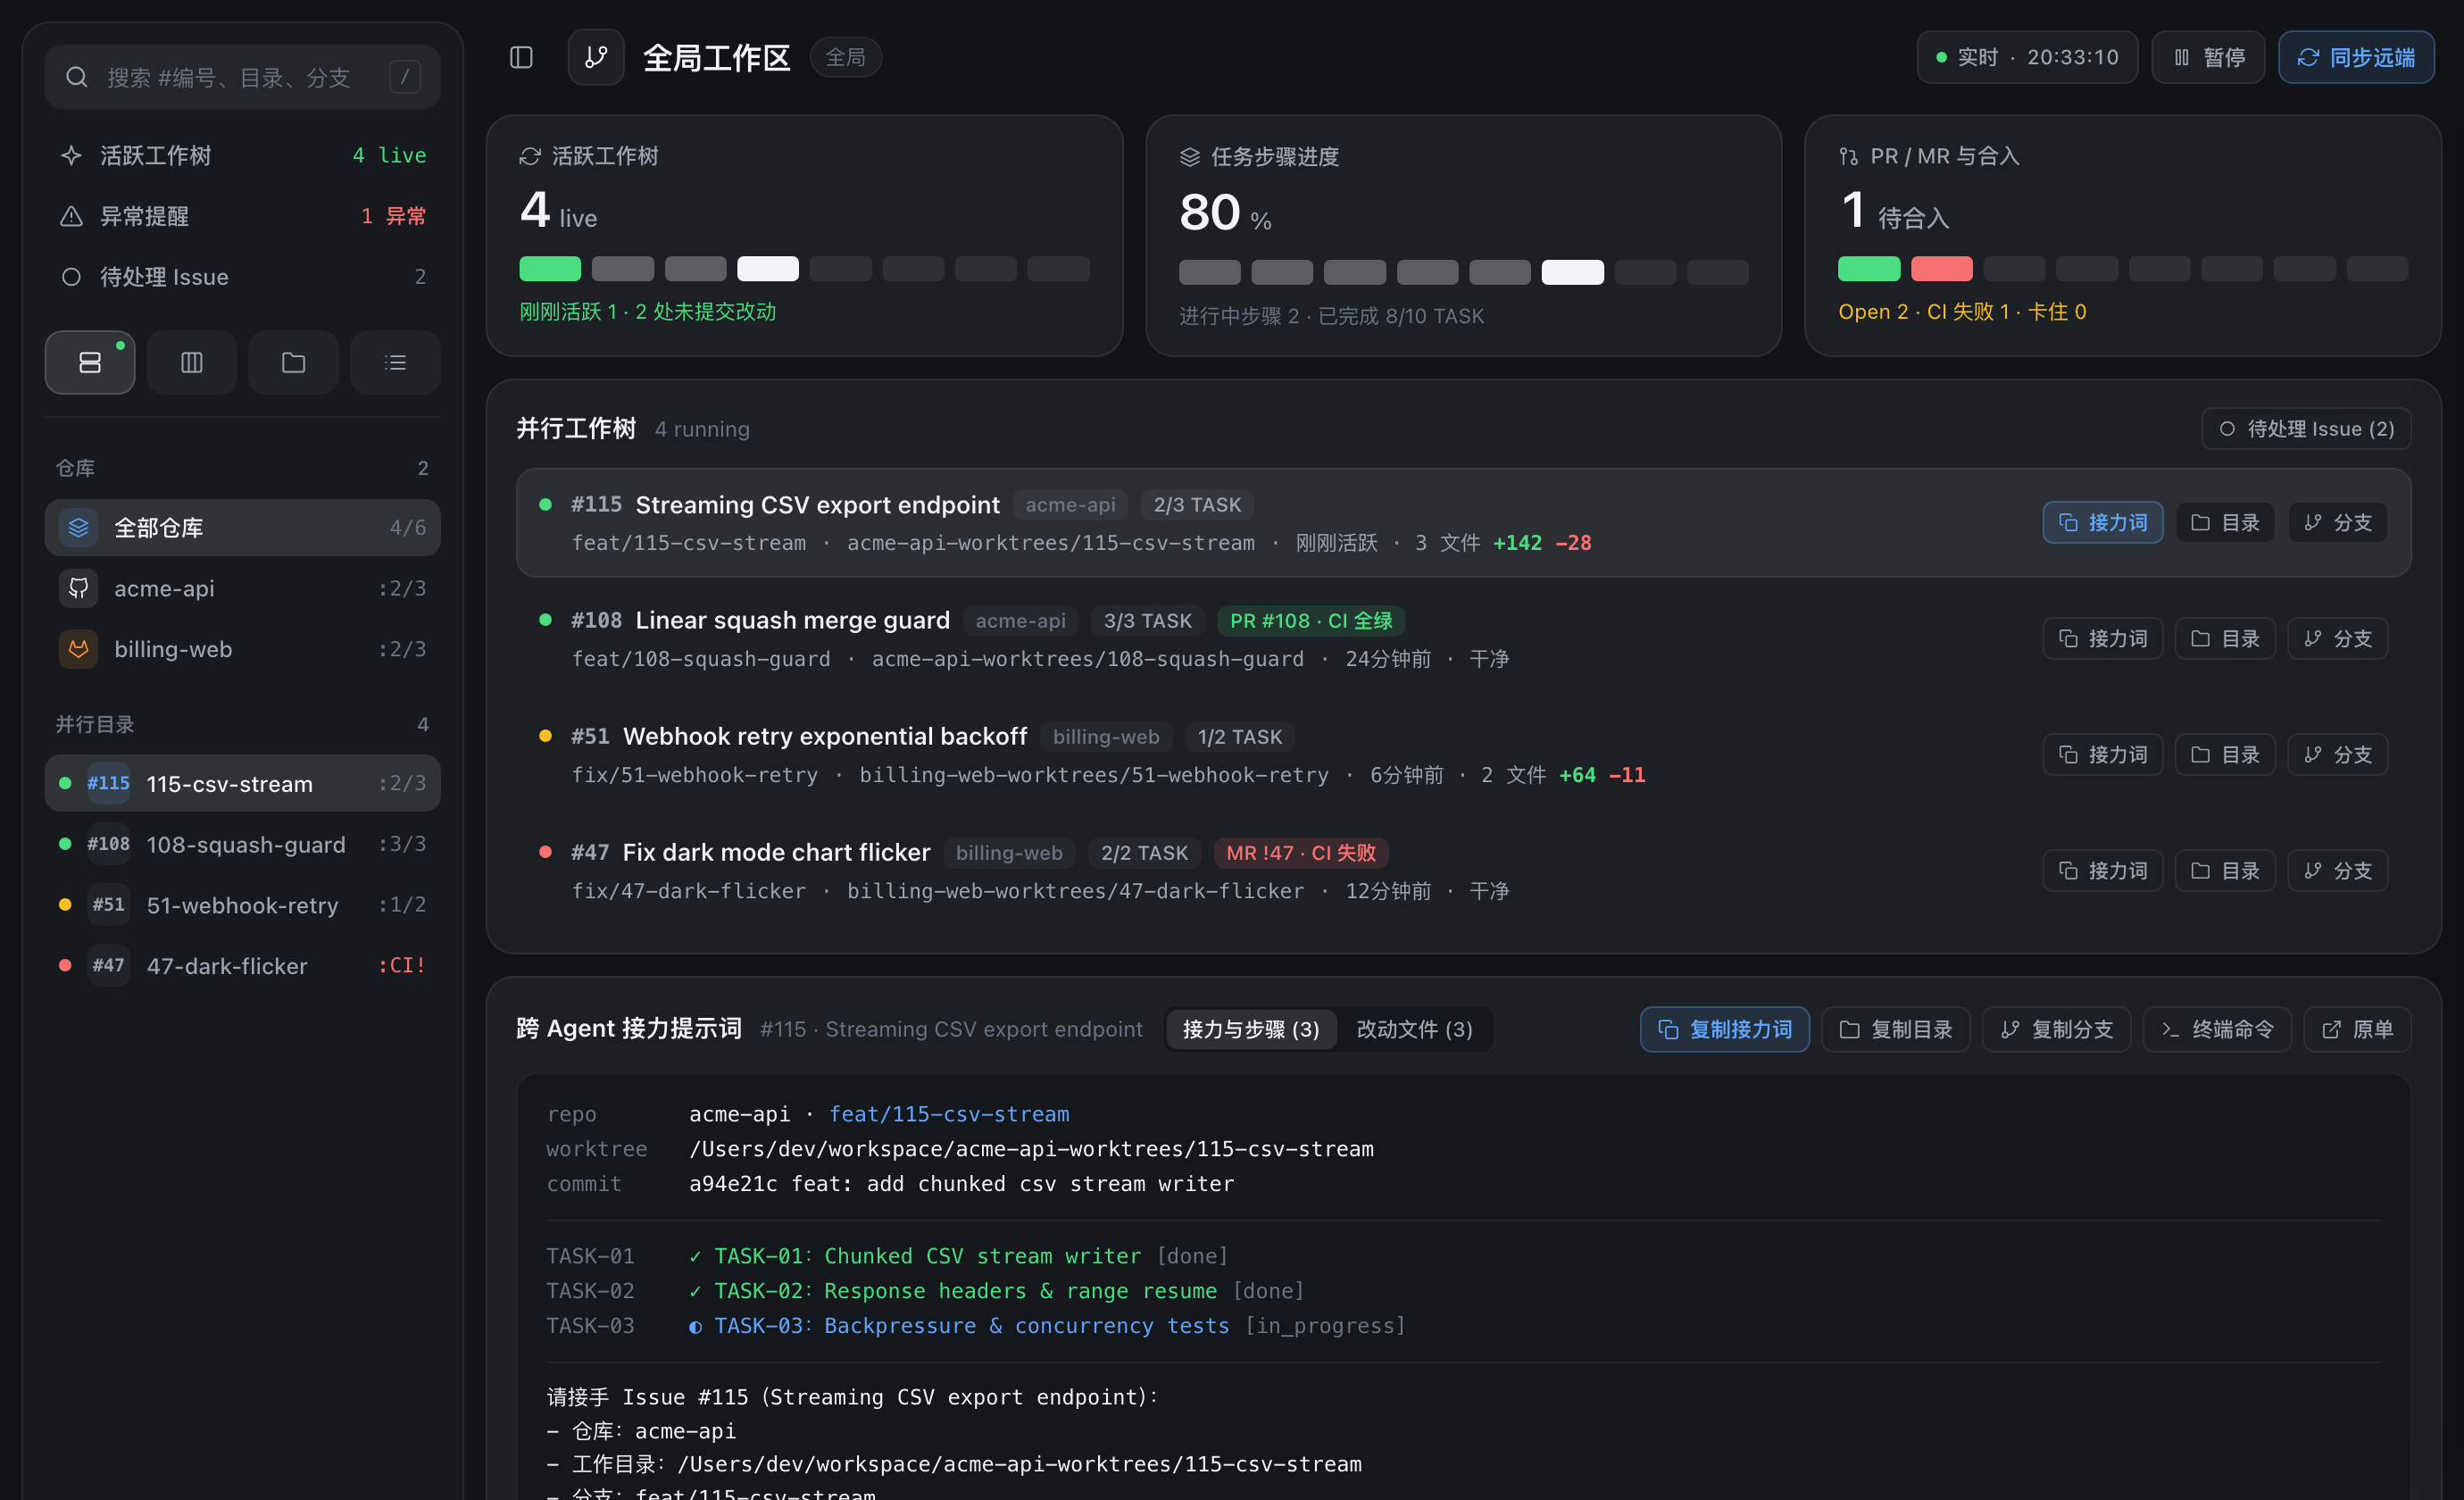 搜索 #编号、目录、分支 /
活跃工作树 4 live
异常提醒 1 异常
待处理 Issue 2
仓库 2
全部仓库 4/6
acme-api :2/3
billing-web :2/3
并行目录 4
#115 115-csv-stream :2/3
#108 108-squash-guard :3/3
#51 51-webhook-retry :1/2
#47 47-dark-flicker :CI!
全局工作区 全局
实时 · 20:33:10 暂停 同步远端
活跃工作树
4 live
刚刚活跃 1 · 2 处未提交改动
任务步骤进度
80 %
进行中步骤 2 · 已完成 8/10 TASK
PR / MR 与合入
1 待合入
Open 2 · CI 失败 1 · 卡住 0
并行工作树 4 running 待处理 Issue (2)
#115 Streaming CSV export endpoint acme-api 2/3 TASK
feat/115-csv-stream · acme-api-worktrees/115-csv-stream · 刚刚活跃 · 3 文件 +142 −28
接力词 目录 分支
#108 Linear squash merge guard acme-api 3/3 TASK PR #108 · CI 全绿
feat/108-squash-guard · acme-api-worktrees/108-squash-guard · 24分钟前 · 干净
接力词 目录 分支
#51 Webhook retry exponential backoff billing-web 1/2 TASK
fix/51-webhook-retry · billing-web-worktrees/51-webhook-retry · 6分钟前 · 2 文件 +64 −11
接力词 目录 分支
#47 Fix dark mode chart flicker billing-web 2/2 TASK MR !47 · CI 失败
fix/47-dark-flicker · billing-web-worktrees/47-dark-flicker · 12分钟前 · 干净
接力词 目录 分支
跨 Agent 接力提示词 #115 · Streaming CSV export endpoint 接力与步骤 (3) 改动文件 (3) 复制接力词 复制目录 复制分支 终端命令 原单
repo acme-api · feat/115-csv-stream
worktree /Users/dev/workspace/acme-api-worktrees/115-csv-stream
commit a94e21c feat: add chunked csv stream writer
TASK-01 ✓ TASK-01: Chunked CSV stream writer [done]
TASK-02 ✓ TASK-02: Response headers & range resume [done]
TASK-03 ◐ TASK-03: Backpressure & concurrency tests [in_progress]
请接手 Issue #115（Streaming CSV export endpoint）：
- 仓库：acme-api
- 工作目录：/Users/dev/workspace/acme-api-worktrees/115-csv-stream
- 分支：feat/115-csv-stream